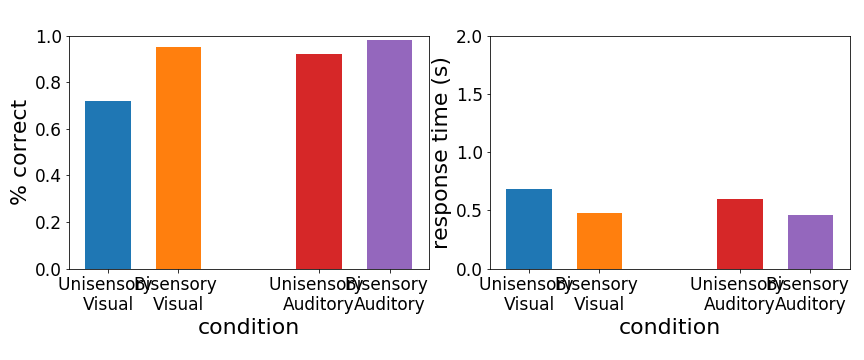 % correct
1.0
0.8
0.6
0.4
0.2
0.0
Unisensory Bisensory Unisensory Bisensory
Visual Visual Auditory Auditory
condition
response time (s)
2.0
1.5
1.0
0.5
0.0
Unisensory Bisensory Unisensory Bisensory
Visual Visual Auditory Auditory
condition